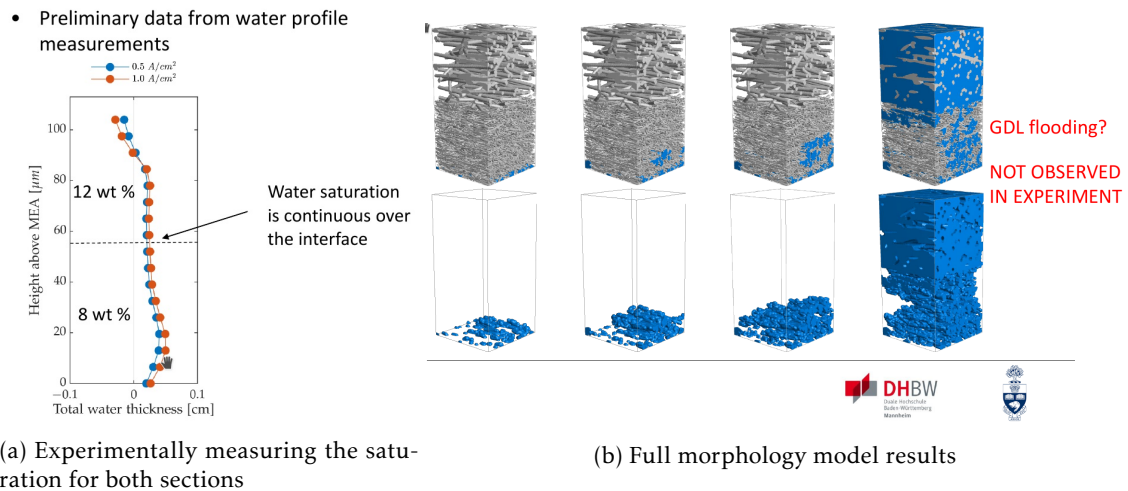 • Preliminary data from water profile
measurements
0.5 A/cm²
1.0 A/cm²
100
80
60
40
20
0
Height above MEA [μm]
12 wt %
8 wt %
−0.1
0
0.1
Total water thickness [cm]
Water saturation
is continuous over
the interface
GDL flooding?
NOT OBSERVED
IN EXPERIMENT
DHBW
Duale Hochschule
Baden-Württemberg
Mannheim
(a) Experimentally measuring the satu-
ration for both sections
(b) Full morphology model results